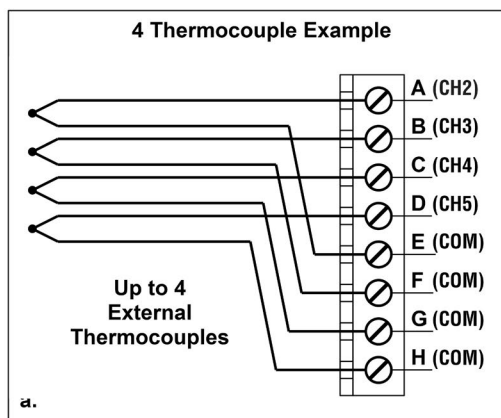 4 Thermocouple Example
A (CH2)
B (CH3)
C (CH4)
D (CH5)
E (COM)
F (COM)
G (COM)
H (COM)
Up to 4
External
Thermocouples
a.